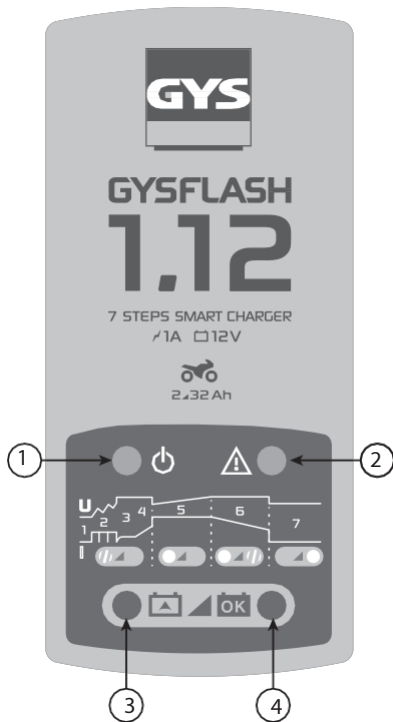 GYS
GYSFLASH
1.12
7 STEPS SMART CHARGER
1A 12V
2 32 Ah
1 2
U
1 2 3 4 5 6 7
I
OK
3 4